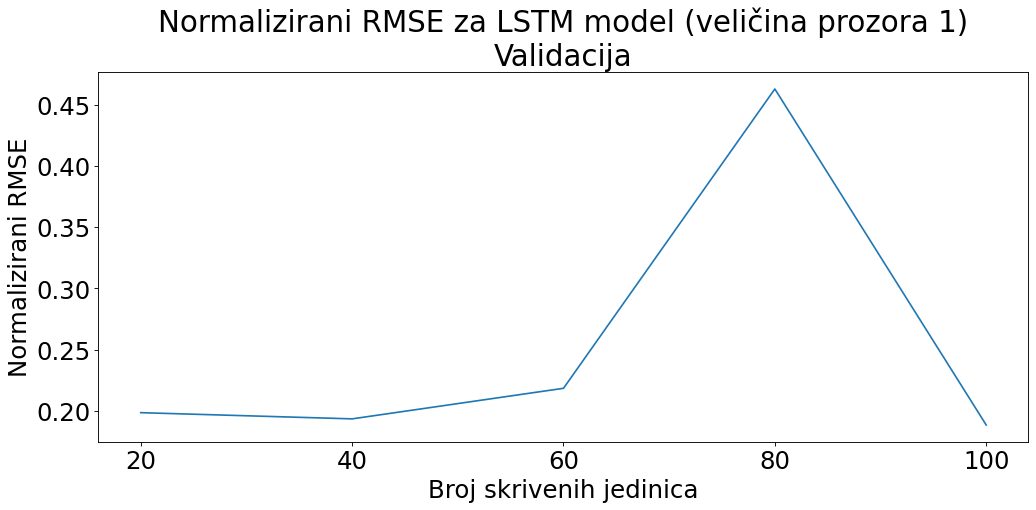 Normalizirani RMSE za LSTM model (veličina prozora 1)
Validacija
Normalizirani RMSE
0.45
0.40
0.35
0.30
0.25
0.20
20 40 60 80 100
Broj skrivenih jedinica